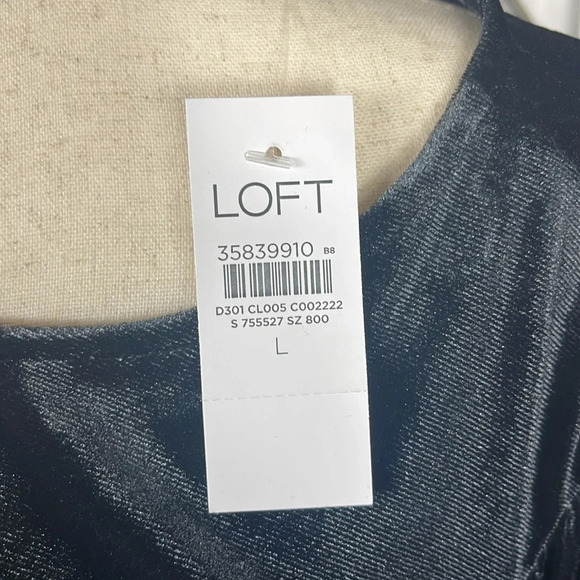 LOFT
35839910 B8
D301 CL005 C002222
S 755527 SZ 800
L